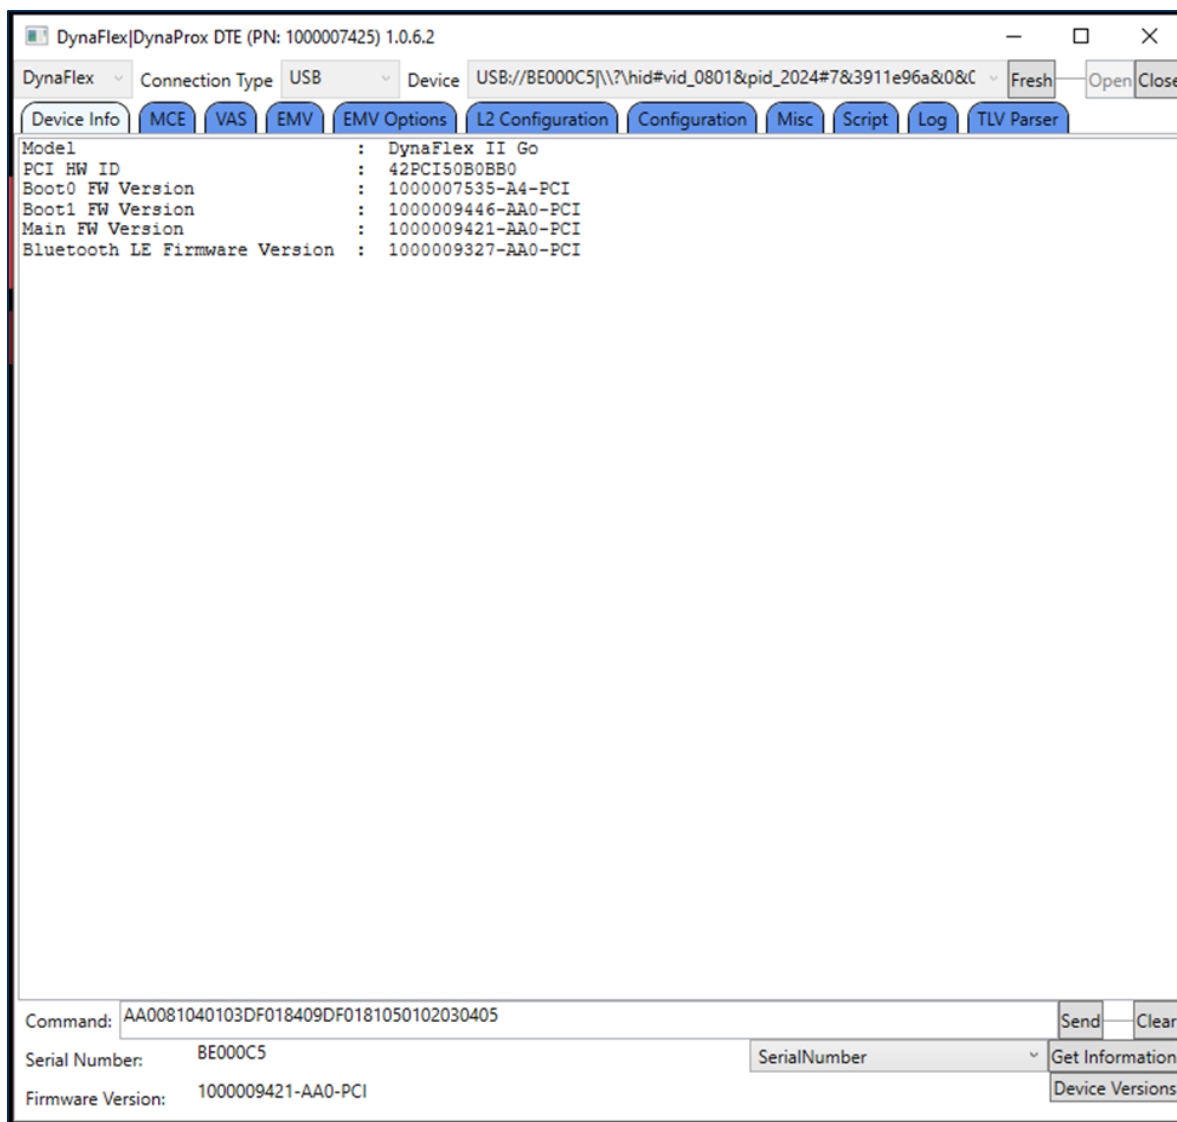 DynaFlex|DynaProx DTE (PN: 1000007425) 1.0.6.2
DynaFlex Connection Type USB Device USB://BE000C5|\\?\hid#vid_0801&pid_2024#7&3911e96a&0&0 Fresh Open Close
Device Info MCE VAS EMV EMV Options L2 Configuration Configuration Misc Script Log TLV Parser
Model : DynaFlex II Go
PCI HW ID : 42PCI50B0BB0
Boot0 FW Version : 1000007535-A4-PCI
Boot1 FW Version : 1000009446-AA0-PCI
Main FW Version : 1000009421-AA0-PCI
Bluetooth LE Firmware Version : 1000009327-AA0-PCI
Command: AA0081040103DF018409DF0181050102030405 Send Clear
Serial Number: BE000C5 SerialNumber Get Information
Device Versions
Firmware Version: 1000009421-AA0-PCI